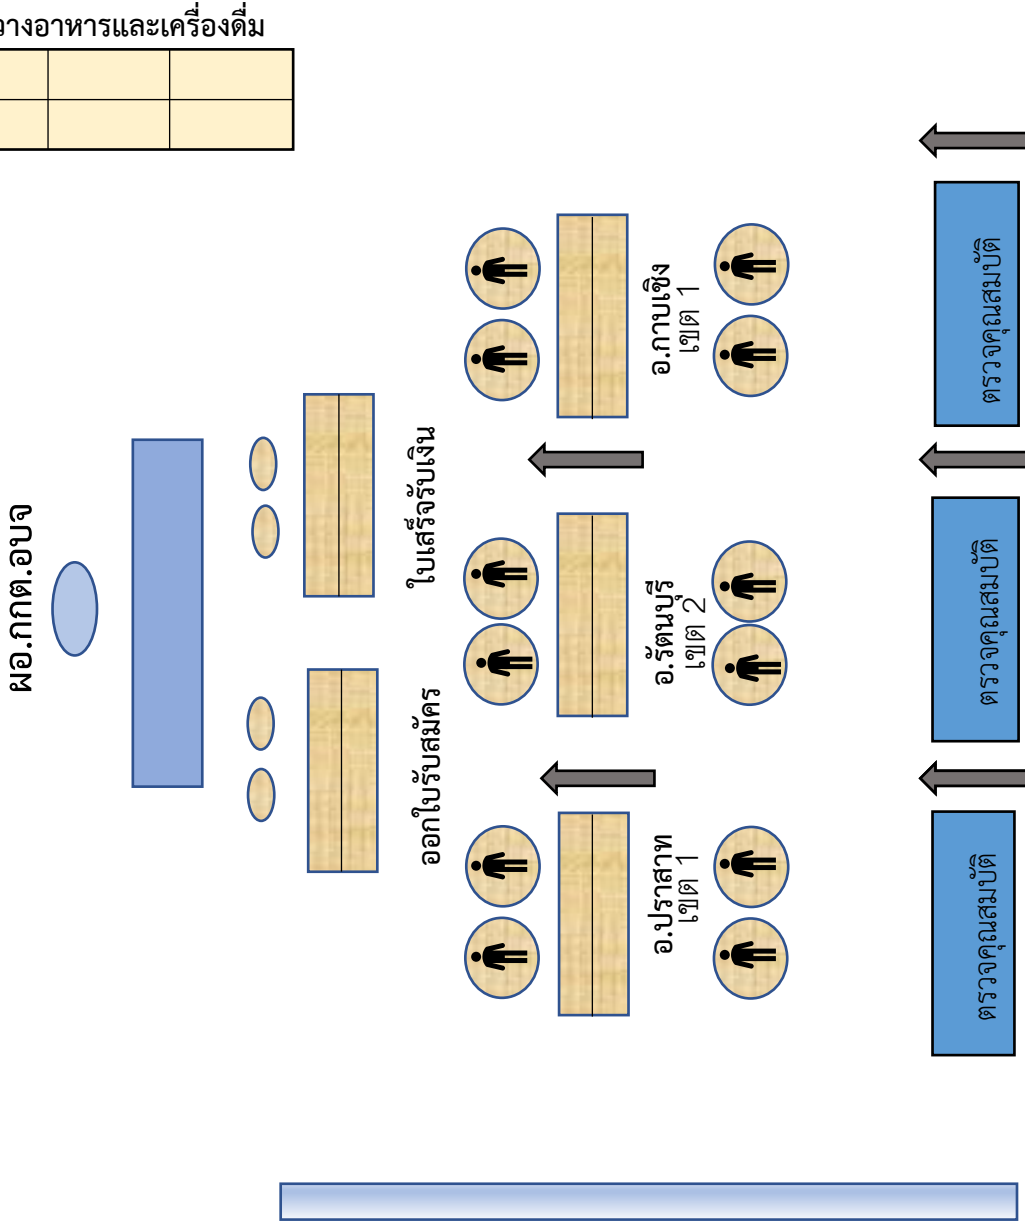 วางอาหารและเครื่องดื่ม
ผอ.กกต.อบจ
ใบเสร็จรับเงิน
ออกใบรับสมัคร
อ.กาบเชิง
เขต 1
อ.รัตนบุรี
เขต 2
อ.ปราสาท
เขต 1
ตรวจคุณสมบัติ
ตรวจคุณสมบัติ
ตรวจคุณสมบัติ